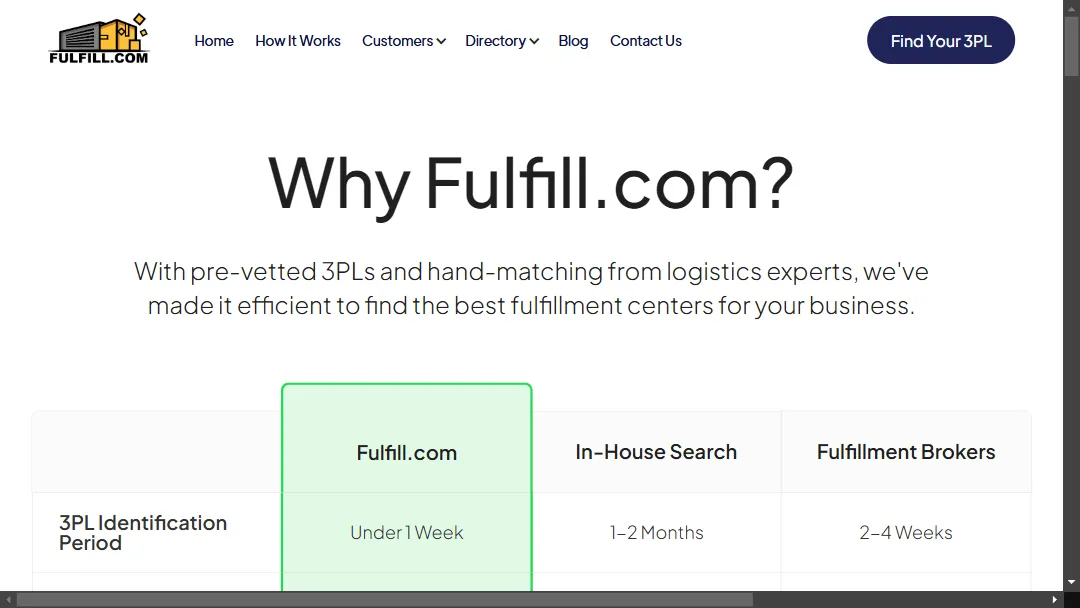 FULFILL.COM
Home
How It Works
Customers
Directory
Blog
Contact Us
Find Your 3PL
Why Fulfill.com?
With pre-vetted 3PLs and hand-matching from logistics experts, we've
made it efficient to find the best fulfillment centers for your business.
Fulfill.com
In-House Search
Fulfillment Brokers
3PL Identification
Period
Under 1 Week
1-2 Months
2-4 Weeks